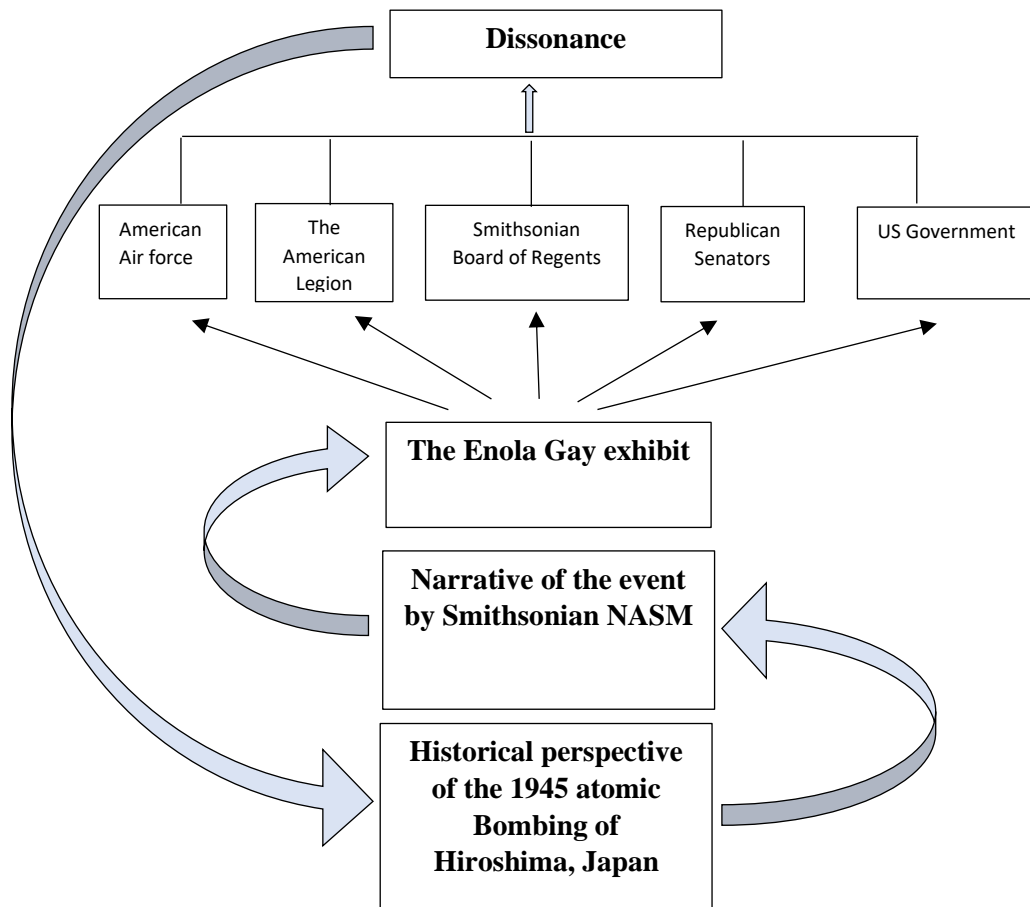 Dissonance
American
Air force
The
American
Legion
Smithsonian
Board of Regents
Republican
Senators
US Government
The Enola Gay exhibit
Narrative of the event
by Smithsonian NASM
Historical perspective
of the 1945 atomic
Bombing of
Hiroshima, Japan